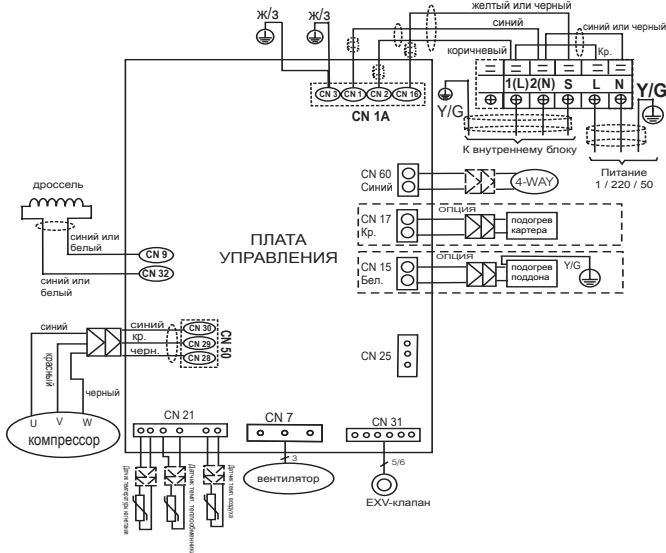 Ж/З
Ж/З
желтый или черный
синий
синий или черный
коричневый
Кр.
CN 3
CN 1
CN 2
CN 16
CN 1A
1(L)
2(N)
S
L
N
Y/G
Y/G
К внутреннему блоку
Питание
1 / 220 / 50
дроссель
синий или
белый
CN 9
CN 32
синий или
белый
ПЛАТА
УПРАВЛЕНИЯ
CN 60
Синий
4-WAY
ОПЦИЯ
CN 17
Кр.
подогрев
картера
ОПЦИЯ
CN 15
Бел.
подогрев
поддона
Y/G
CN 25
синий
синий
CN 30
кр.
CN 29
черн.
CN 28
CN 50
красный
черный
U
V
W
компрессор
CN 21
CN 7
CN 31
3
5/6
вентилятор
EXV-клапан
Датчик темп. теплообменника
Датчик темп. воздуха